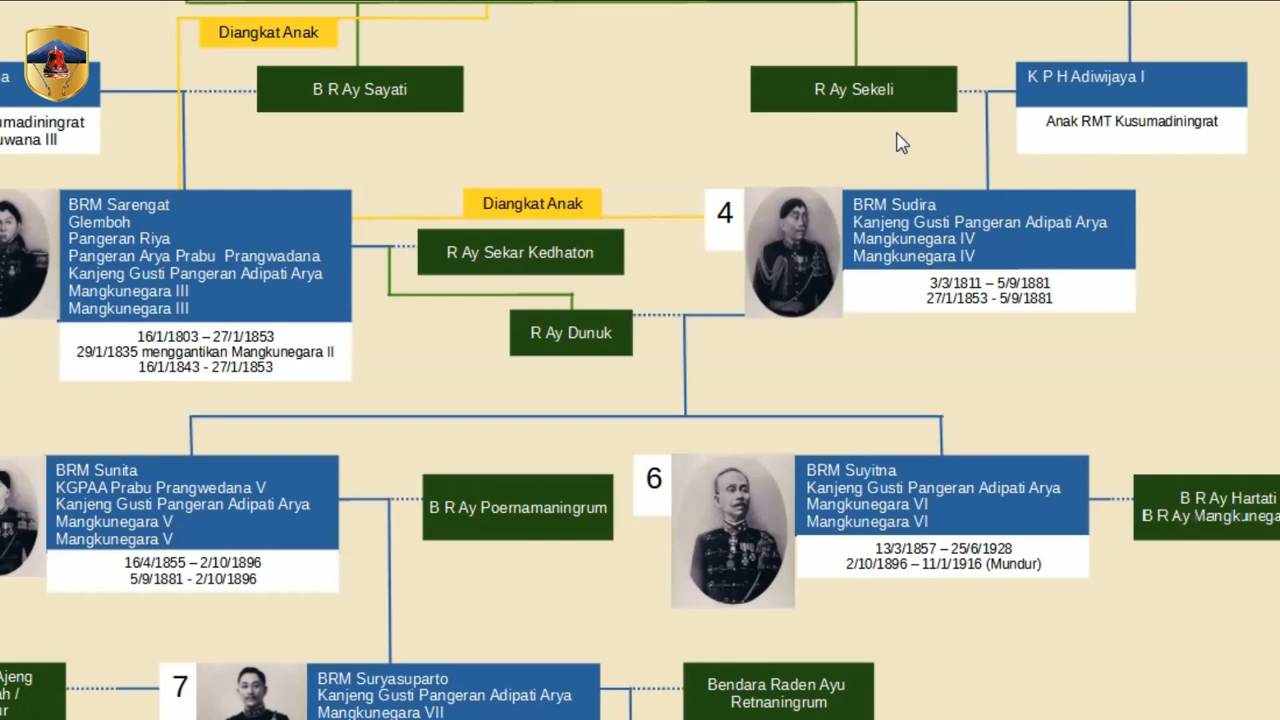 Diangkat Anak
a
B R Ay Sayati
R Ay Sekeli
K P H Adiwijaya I
umadiningrat
uwana III
Anak RMT Kusumadiningrat
BRM Sarengat
Glemboh
Pangeran Riya
Pangeran Arya Prabu Prangwadana
Kanjeng Gusti Pangeran Adipati Arya
Mangkunegara III
Mangkunegara III
16/1/1803 – 27/1/1853
29/1/1835 menggantikan Mangkunegara II
16/1/1843 - 27/1/1853
Diangkat Anak
R Ay Sekar Kedhaton
R Ay Dunuk
4
BRM Sudira
Kanjeng Gusti Pangeran Adipati Arya
Mangkunegara IV
Mangkunegara IV
3/3/1811 – 5/9/1881
27/1/1853 - 5/9/1881
BRM Sunita
KGPAA Prabu Prangwedana V
Kanjeng Gusti Pangeran Adipati Arya
Mangkunegara V
Mangkunegara V
16/4/1855 – 2/10/1896
5/9/1881 - 2/10/1896
B R Ay Poernamaningrum
6
BRM Suyitna
Kanjeng Gusti Pangeran Adipati Arya
Mangkunegara VI
Mangkunegara VI
13/3/1857 – 25/6/1928
2/10/1896 – 11/1/1916 (Mundur)
B R Ay Hartati
B R Ay Mangkunega
Ajeng
ah /
ur
7
BRM Suryasuparto
Kanjeng Gusti Pangeran Adipati Arya
Mangkunegara VII
Bendara Raden Ayu
Retnaningrum